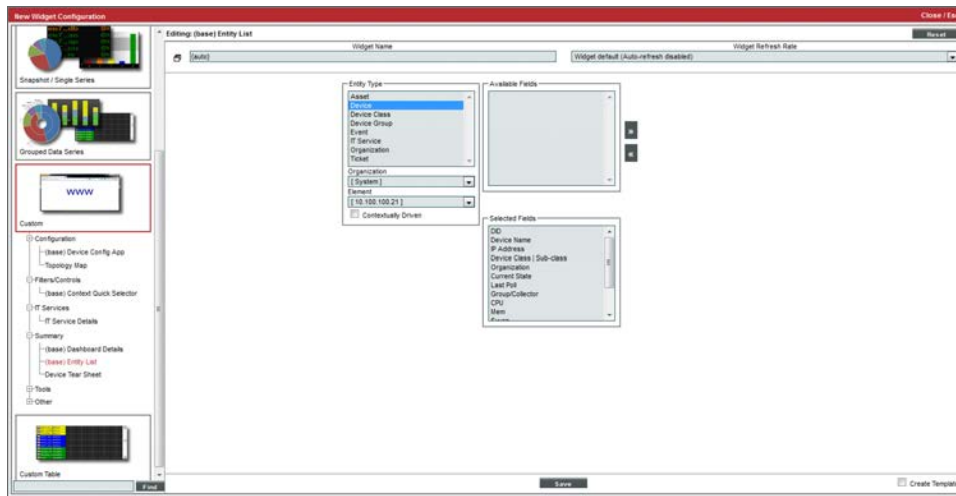 New Widget Configuration
Close / Esc
Editing: (base) Entity List
Reset
Widget Name
Widget Refresh Rate
{auto}
Widget default (Auto-refresh disabled)
Snapshot / Single Series
Grouped Data Series
www
Custom
Configuration
(base) Device Config App
Topology Map
Filters/Controls
(base) Context Quick Selector
IT Services
IT Service Details
Summary
(base) Dashboard Details
(base) Entity List
Device Tear Sheet
Tools
Other
Custom Table
Find
Entity Type
Asset
Device
Device Class
Device Group
Event
IT Service
Organization
Ticket
Organization
[ System ]
Element
[ 10.100.100.21 ]
Contextually Driven
Available Fields
»
«
Selected Fields
DID
Device Name
IP Address
Device Class | Sub-class
Organization
Current State
Last Poll
Group/Collector
CPU
Mem
Save
Create Template